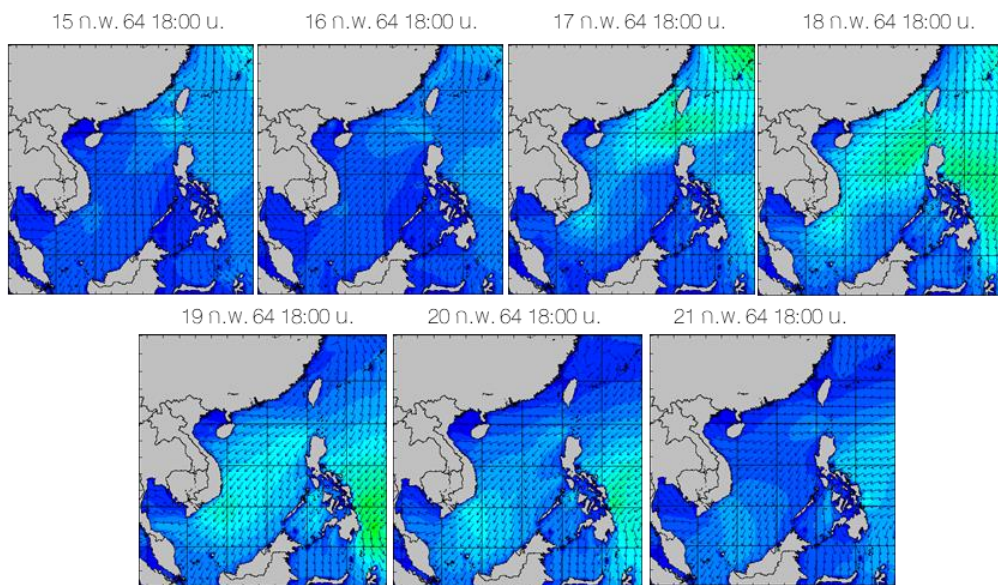 15 ก.พ. 64 18:00 น.
16 ก.พ. 64 18:00 น.
17 ก.พ. 64 18:00 น.
18 ก.พ. 64 18:00 น.
19 ก.พ. 64 18:00 น.
20 ก.พ. 64 18:00 น.
21 ก.พ. 64 18:00 น.